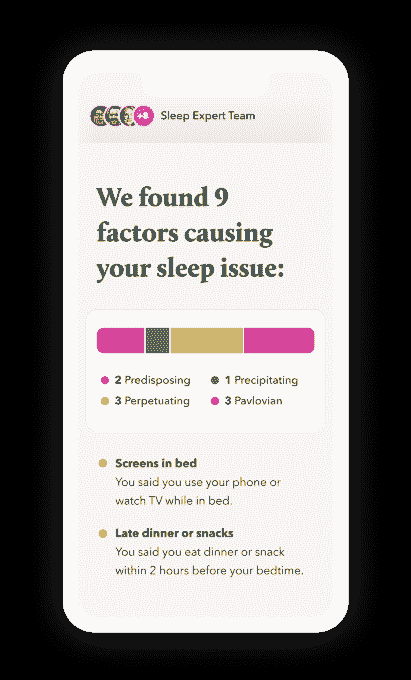 +8 Sleep Expert Team
We found 9
factors causing
your sleep issue:
2 Predisposing
1 Precipitating
3 Perpetuating
3 Pavlovian
Screens in bed
You said you use your phone or
watch TV while in bed.
Late dinner or snacks
You said you eat dinner or snack
within 2 hours before your bedtime.